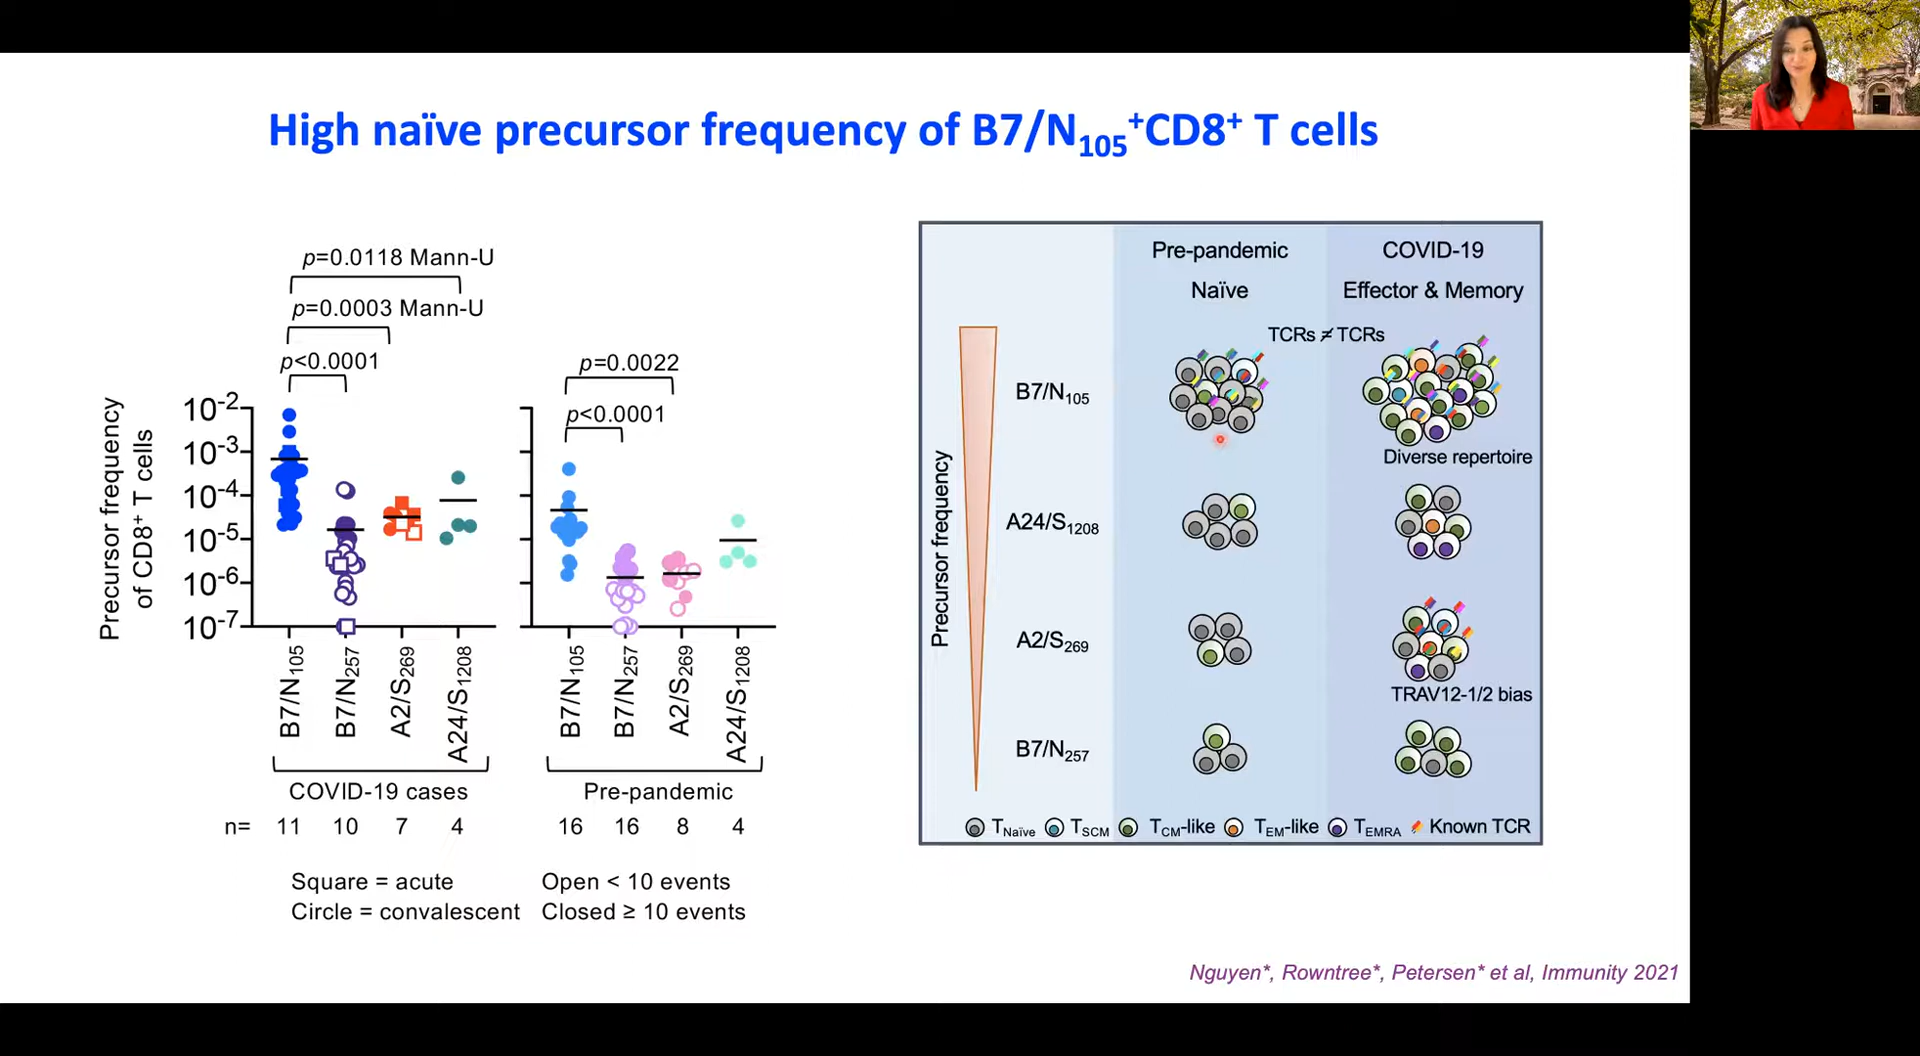 High naïve precursor frequency of B7/N105+CD8+ T cells
p=0.0118 Mann-U
p=0.0003 Mann-U
p<0.0001
p=0.0022
p<0.0001
Precursor frequency
of CD8+ T cells
10-2
10-3
10-4
10-5
10-6
10-7
B7/N105
B7/N257
A2/S269
A24/S1208
B7/N105
B7/N257
A2/S269
A24/S1208
COVID-19 cases
Pre-pandemic
n= 11 10 7 4 16 16 8 4
Square = acute
Circle = convalescent
Open < 10 events
Closed ≥ 10 events
Pre-pandemic
Naïve
COVID-19
Effector & Memory
TCRs ≠ TCRs
Precursor frequency
B7/N105
Diverse repertoire
A24/S1208
A2/S269
TRAV12-1/2 bias
B7/N257
TNaïve TSCM TCM-like TEM-like TEMRA Known TCR
Nguyen*, Rowntree*, Petersen* et al, Immunity 2021